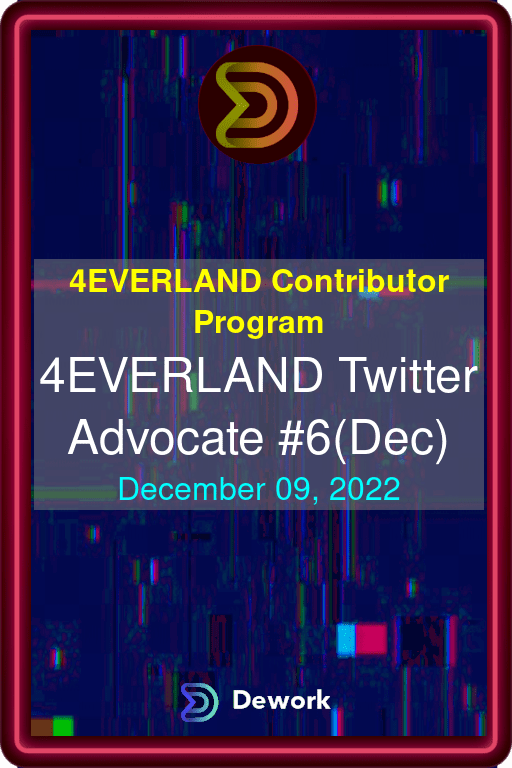 4EVERLAND Contributor
Program
4EVERLAND Twitter
Advocate #6(Dec)
December 09, 2022
Dework